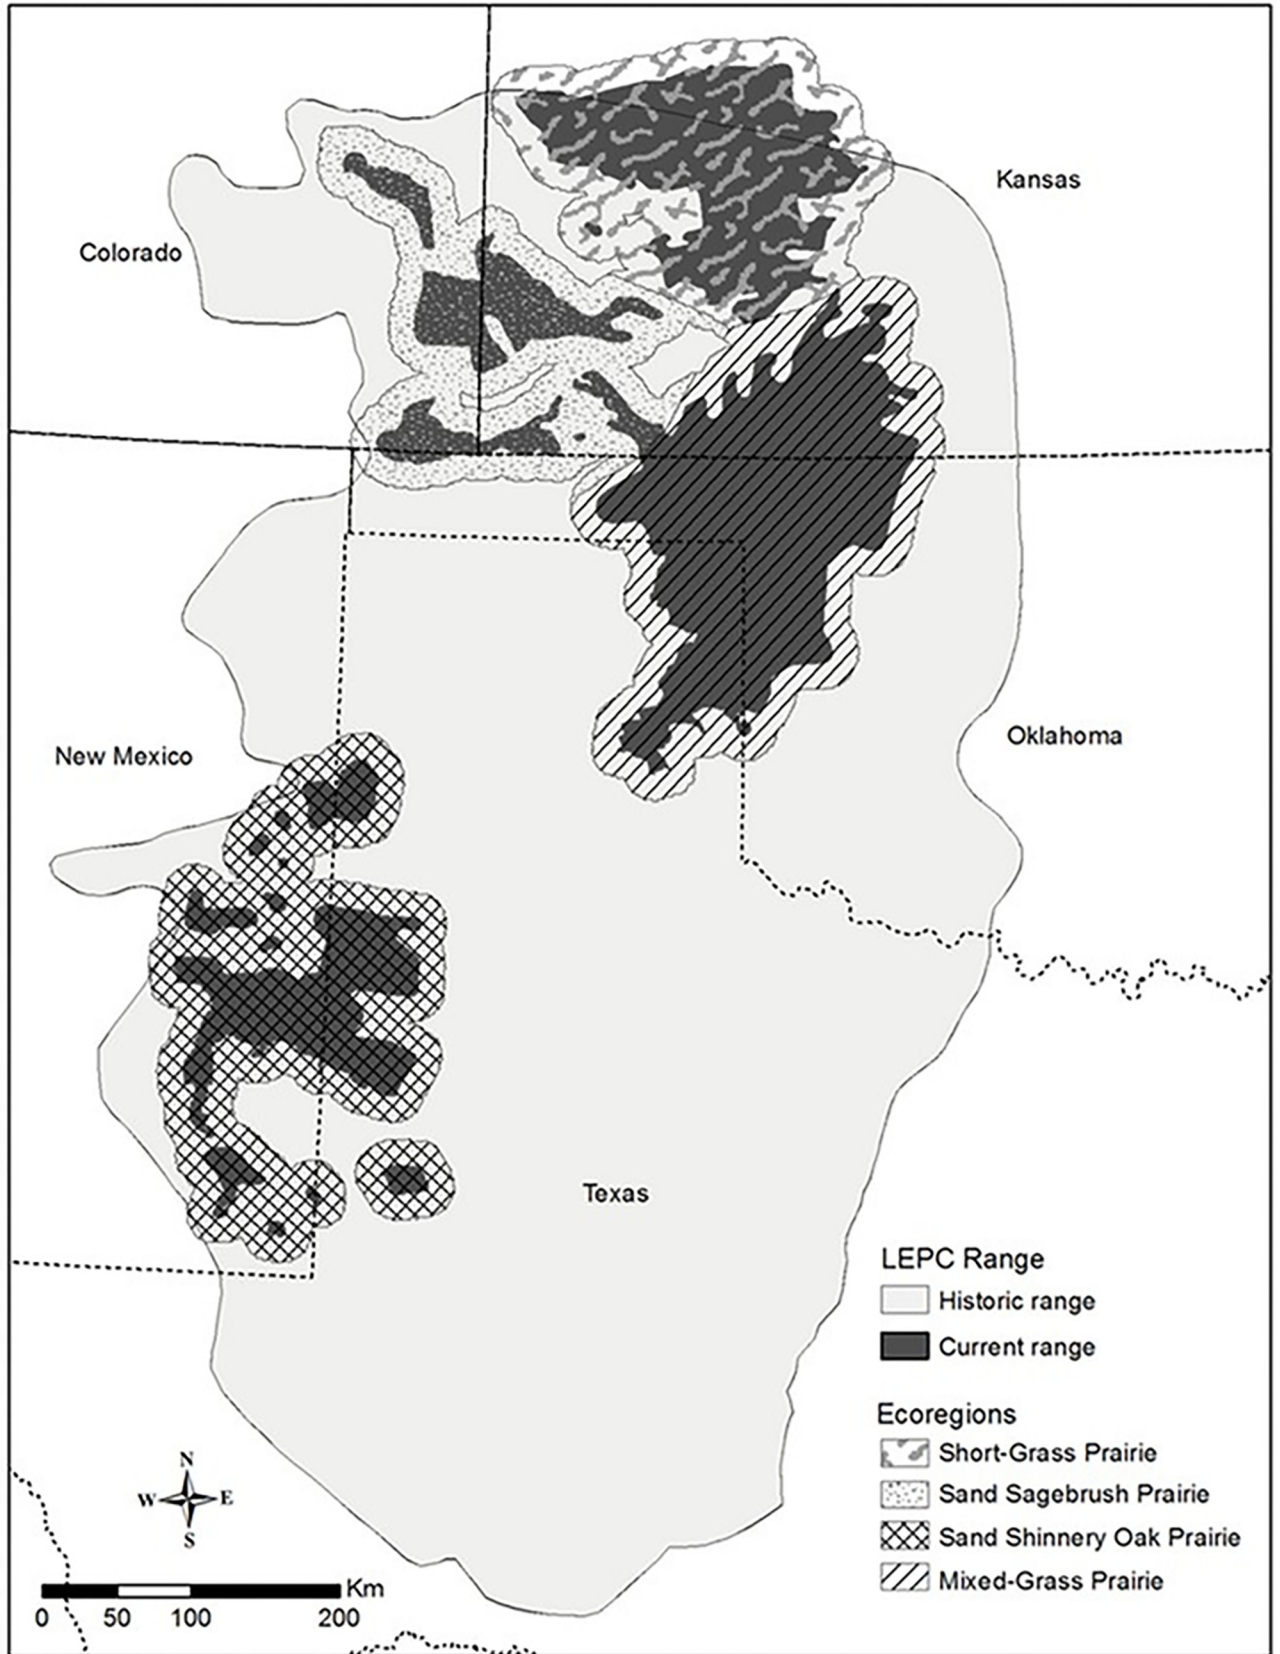 Kansas
Colorado
New Mexico
Oklahoma
Texas
LEPC Range
Historic range
Current range
Ecoregions
Short-Grass Prairie
Sand Sagebrush Prairie
Sand Shinnery Oak Prairie
Mixed-Grass Prairie
N
W E
S
Km
0 50 100 200